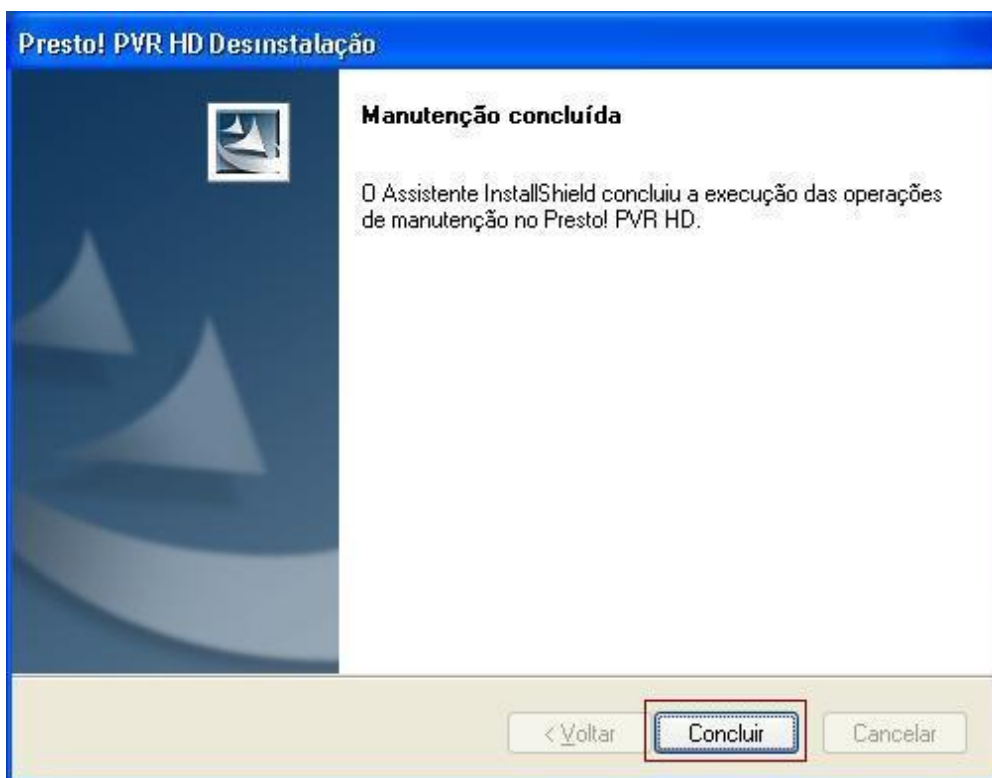 Presto! PVR HD Desinstalação
Manutenção concluída
O Assistente InstallShield concluiu a execução das operações
de manutenção no Presto! PVR HD.
< Voltar
Concluir
Cancelar